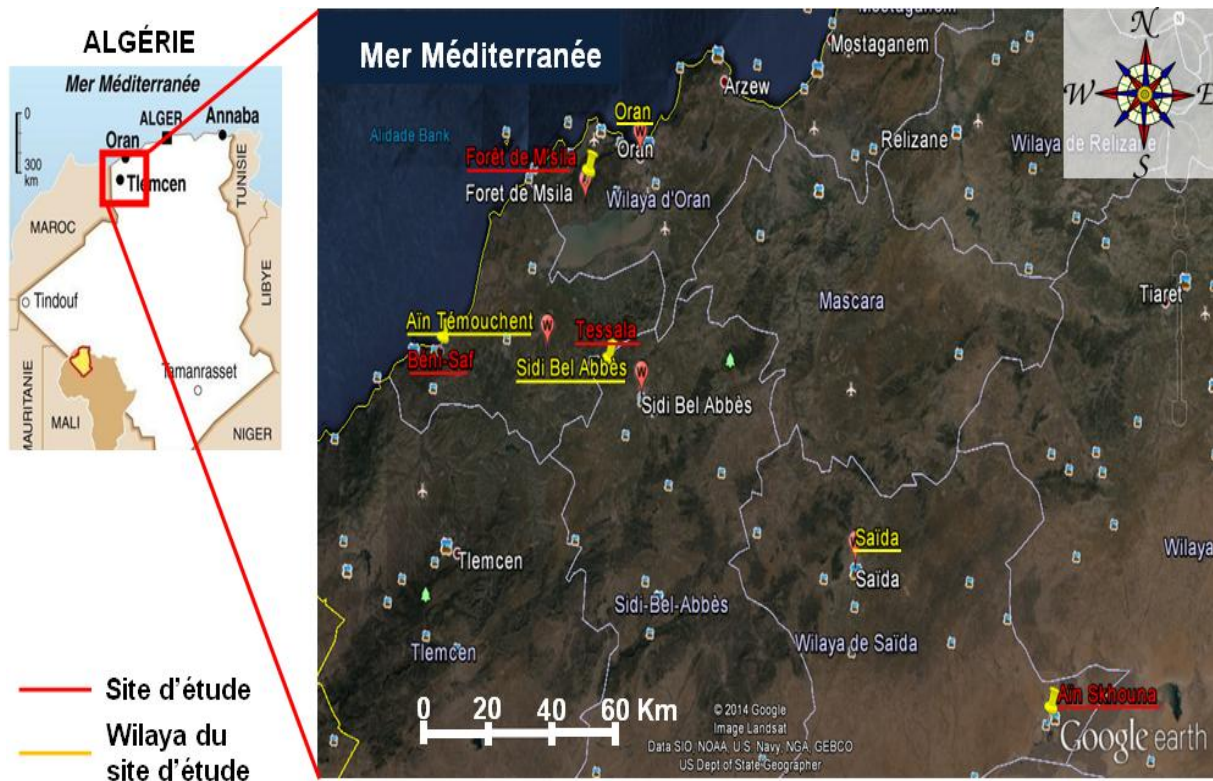 ALGÉRIE
Mer Méditerranée
0
300
km
ALGER
Annaba
Oran
Tlemcen
MAROC
TUNISIE
LIBYE
Tindouf
Tamanrasset
MAURITANIE
MALI
NIGER
Site d'étude
Wilaya du
site d'étude
Mer Méditerranée
Mostaganem
Mostaganem
N
N
W
E
S
Arzew
Alidade Bank
Oran
Oran
Relizane
Wilaya de Relizane
Forêt de M'sila
Foret de Msila
Wilaya d'Oran
Mascara
Tiaret
Aïn Témouchent
Tessala
Béni-Saf
Sidi Bel Abbès
Sidi Bel Abbès
Saïda
Saïda
Tlemcen
Wilaya
Sidi-Bel-Abbès
Wilaya de Saïda
Tlemcen
Aïn Skhouna
0 20 40 60 Km
© 2014 Google
Image Landsat
Data SIO, NOAA, U.S. Navy, NGA, GEBCO
US Dept of State Geographer
Google earth